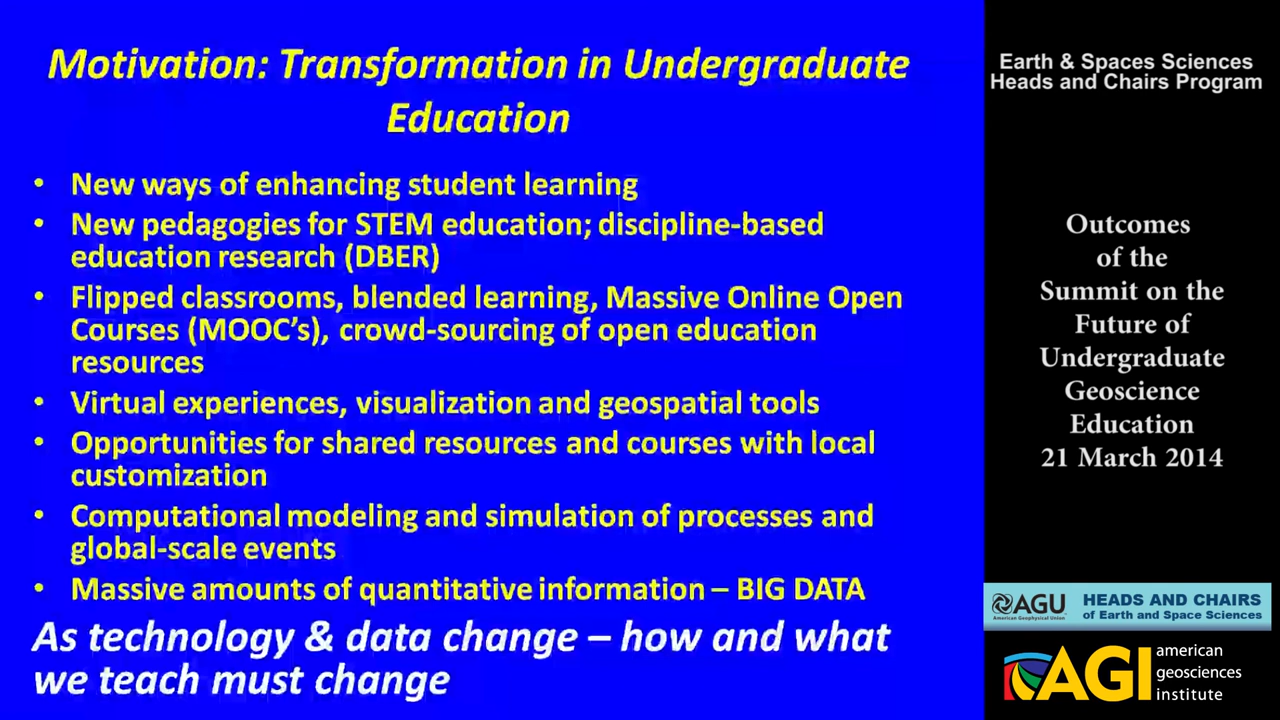 Motivation: Transformation in Undergraduate
Education
• New ways of enhancing student learning
• New pedagogies for STEM education; discipline-based
education research (DBER)
• Flipped classrooms, blended learning, Massive Online Open
Courses (MOOC's), crowd-sourcing of open education
resources
• Virtual experiences, visualization and geospatial tools
• Opportunities for shared resources and courses with local
customization
• Computational modeling and simulation of processes and
global-scale events
• Massive amounts of quantitative information – BIG DATA
As technology & data change – how and what
we teach must change
Earth & Spaces Sciences
Heads and Chairs Program
Outcomes
of the
Summit on the
Future of
Undergraduate
Geoscience
Education
21 March 2014
AGU
American Geophysical Union
HEADS AND CHAIRS
of Earth and Space Sciences
AGI
american
geosciences
institute